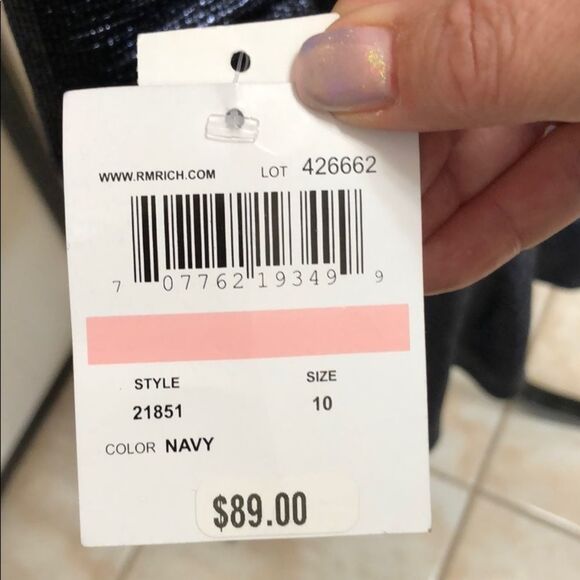 WWW.RMRICH.COM LOT 426662
7 07762 19349 9
STYLE SIZE
21851 10
COLOR NAVY
$89.00